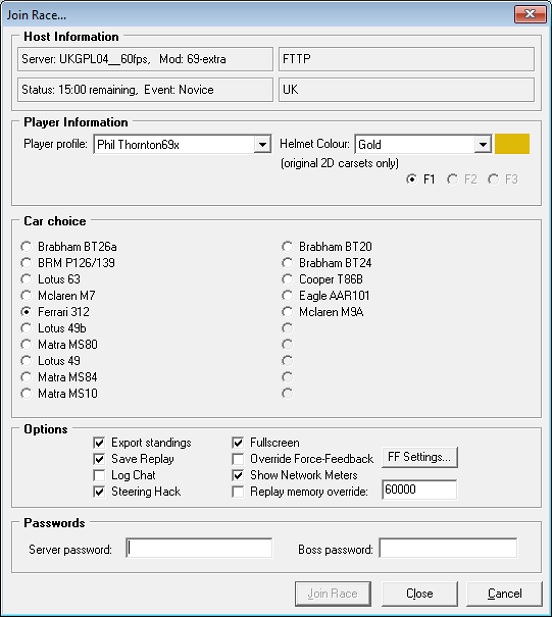 Join Race...
Host Information
Server: UKGPL04__60fps, Mod: 69-extra
FTTP
Status: 15:00 remaining, Event: Novice
UK
Player Information
Player profile: Phil Thornton69x
Helmet Colour: Gold
(original 2D carsets only)
F1 F2 F3
Car choice
Brabham BT26a
BRM P126/139
Lotus 63
Mclaren M7
Ferrari 312
Lotus 49b
Matra MS80
Lotus 49
Matra MS84
Matra MS10
Brabham BT20
Brabham BT24
Cooper T86B
Eagle AAR101
Mclaren M9A
Options
Export standings
Save Replay
Log Chat
Steering Hack
Fullscreen
Override Force-Feedback FF Settings...
Show Network Meters
Replay memory override: 60000
Passwords
Server password: Boss password:
Join Race Close Cancel